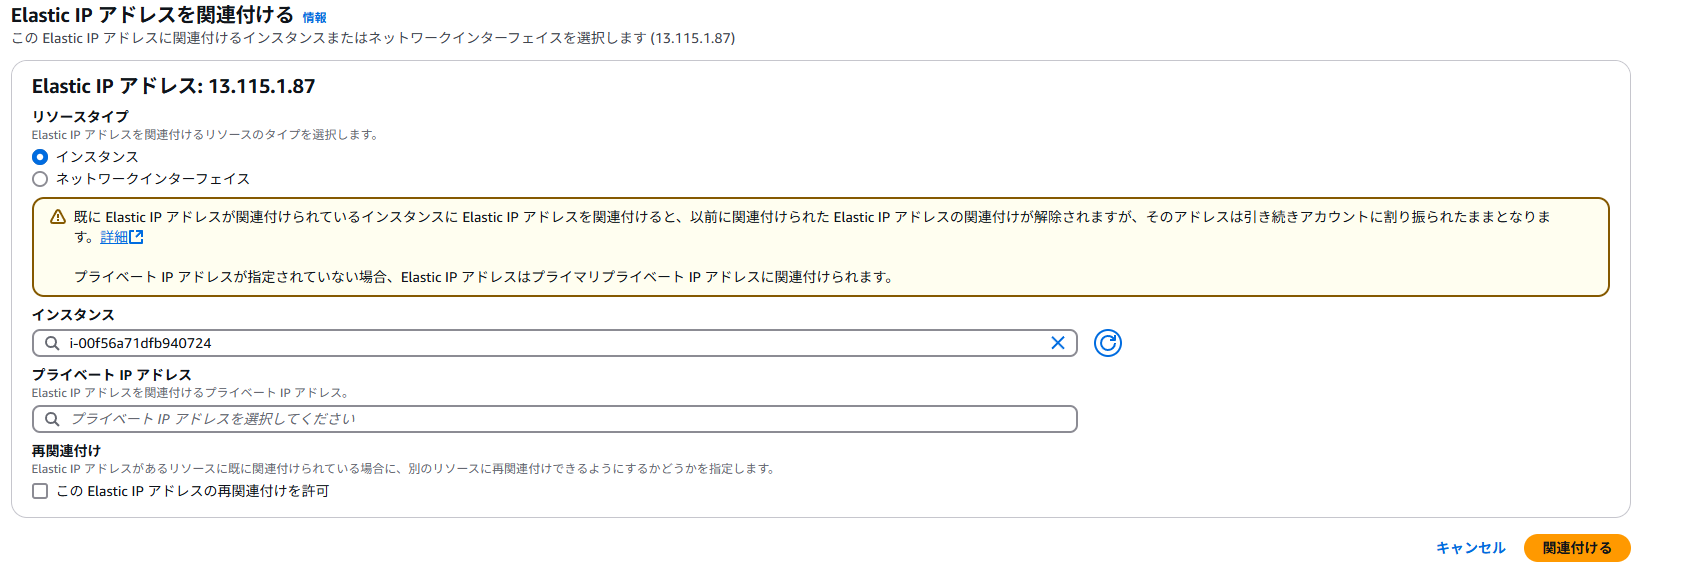 Elastic IP アドレスを関連付ける 情報
この Elastic IP アドレスに関連付けるインスタンスまたはネットワークインターフェイスを選択します (13.115.1.87)
Elastic IP アドレス: 13.115.1.87
リソースタイプ
Elastic IP アドレスを関連付けるリソースのタイプを選択します。
インスタンス
ネットワークインターフェイス
既に Elastic IP アドレスが関連付けられているインスタンスに Elastic IP アドレスを関連付けると、以前に関連付けられた Elastic IP アドレスの関連付けが解除されますが、そのアドレスは引き続きアカウントに割り振られたままとなりま
す。詳細
プライベート IP アドレスが指定されていない場合、Elastic IP アドレスはプライマリプライベート IP アドレスに関連付けられます。
インスタンス
i-00f56a71dfb940724
プライベート IP アドレス
Elastic IP アドレスを関連付けるプライベート IP アドレス。
プライベート IP アドレスを選択してください
再関連付け
Elastic IP アドレスがあるリソースに既に関連付けられている場合に、別のリソースに再関連付けできるようにするかどうかを指定します。
この Elastic IP アドレスの再関連付けを許可
キャンセル 関連付ける